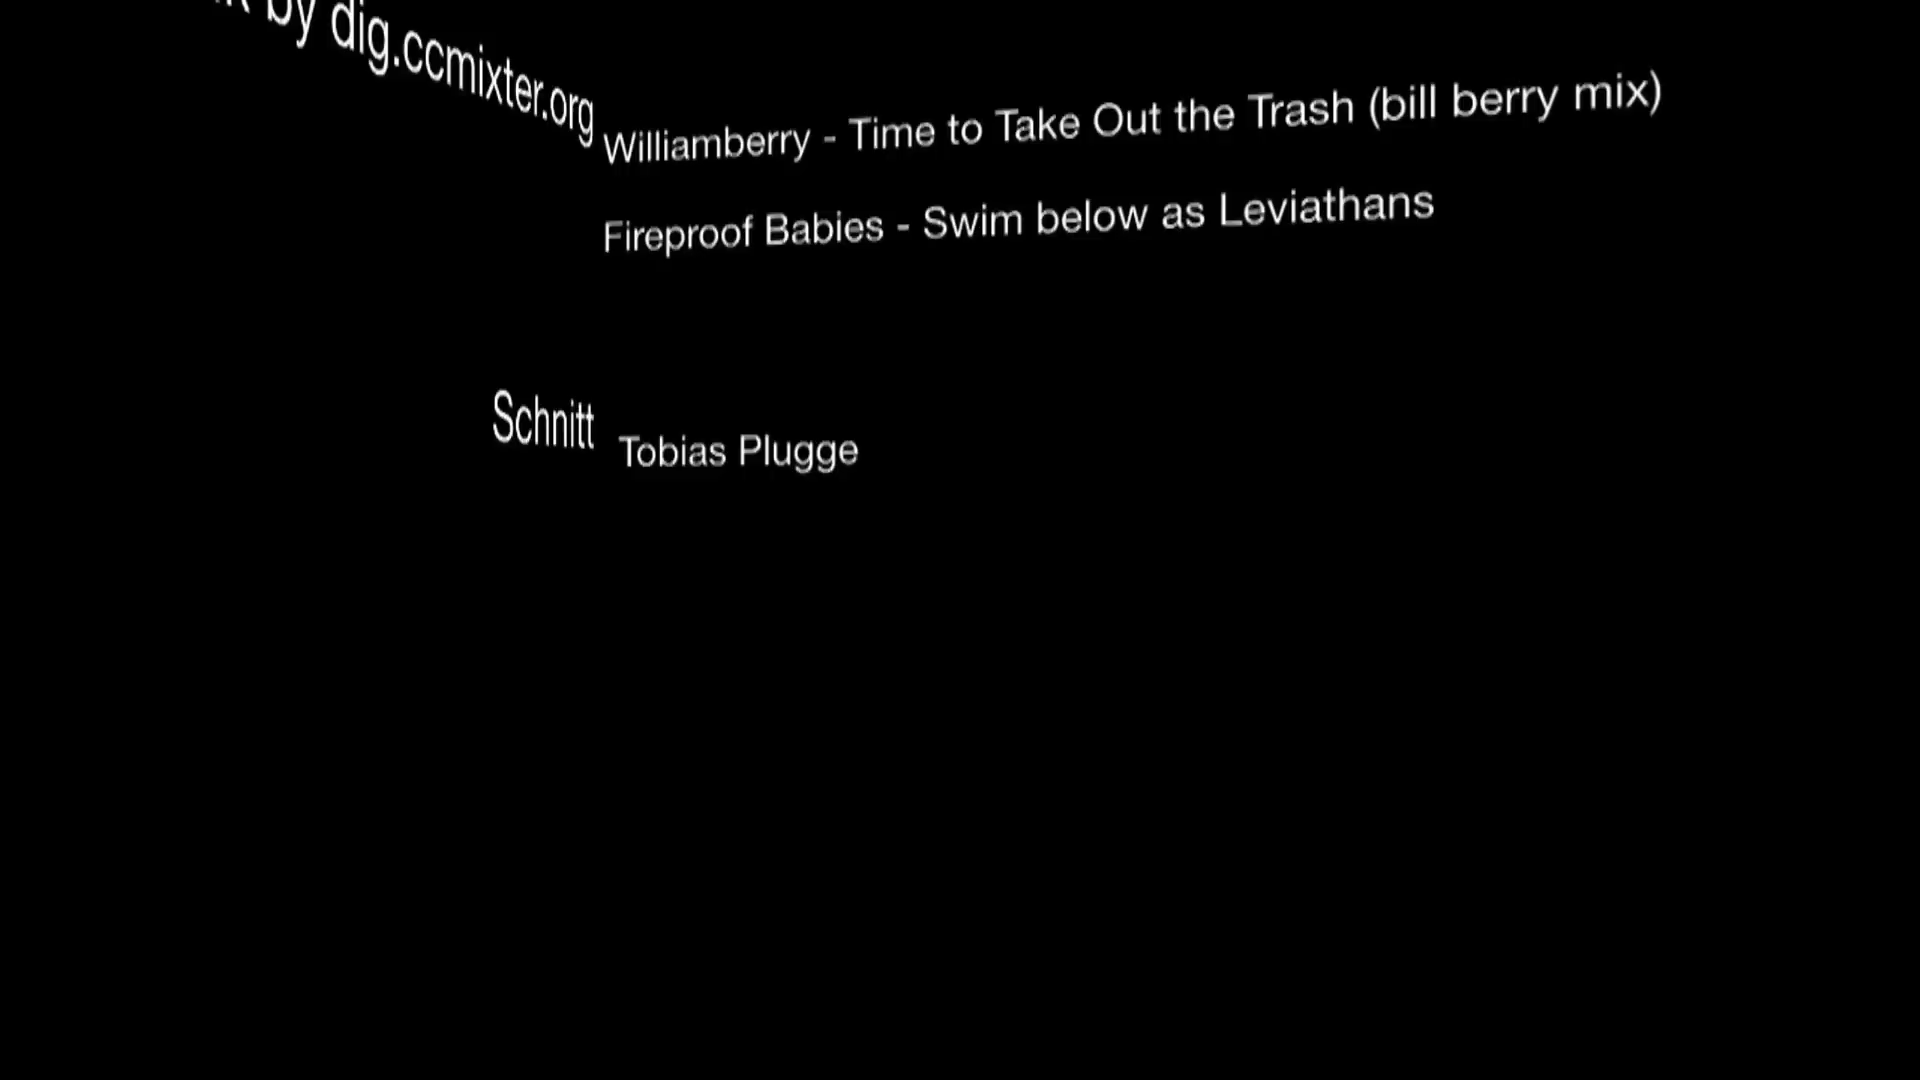 by dig.ccmixter.org
Williamberry - Time to Take Out the Trash (bill berry mix)
Fireproof Babies - Swim below as Leviathans
Schnitt
Tobias Plugge